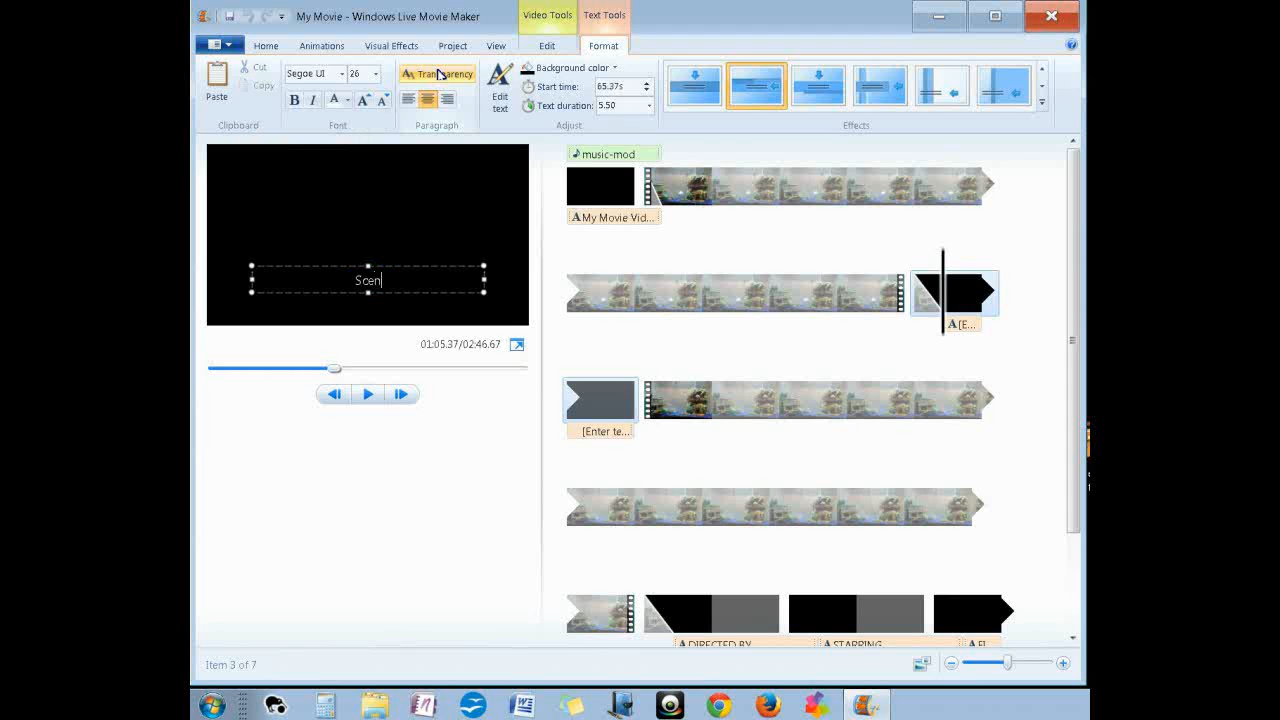 My Movie - Windows Live Movie Maker
Video Tools
Text Tools
Home
Animations
Visual Effects
Project
View
Edit
Format
Paste
Cut
Copy
Clipboard
Segoe UI
26
B I A A A
Font
Transparency
Paragraph
Edit text
Background color
Start time: 65.37s
Text duration: 5.50
Adjust
Effects
music-mod
A My Movie Vid...
Scen
A [E...
01:05.37/02:46.67
[Enter te...
A DIRECTED BY
A STARRING
Item 3 of 7